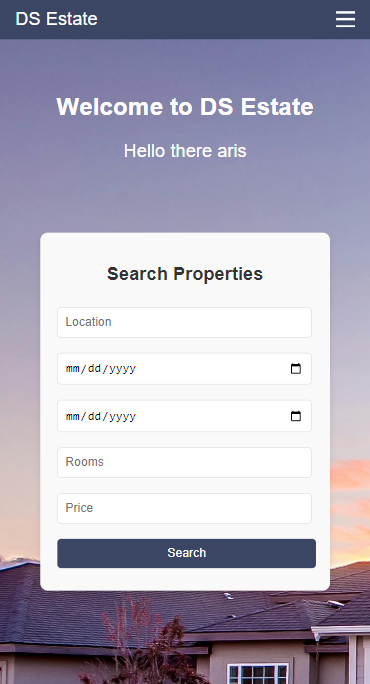 DS Estate
Welcome to DS Estate
Hello there aris
Search Properties
Location
mm/dd/yyyy
mm/dd/yyyy
Rooms
Price
Search